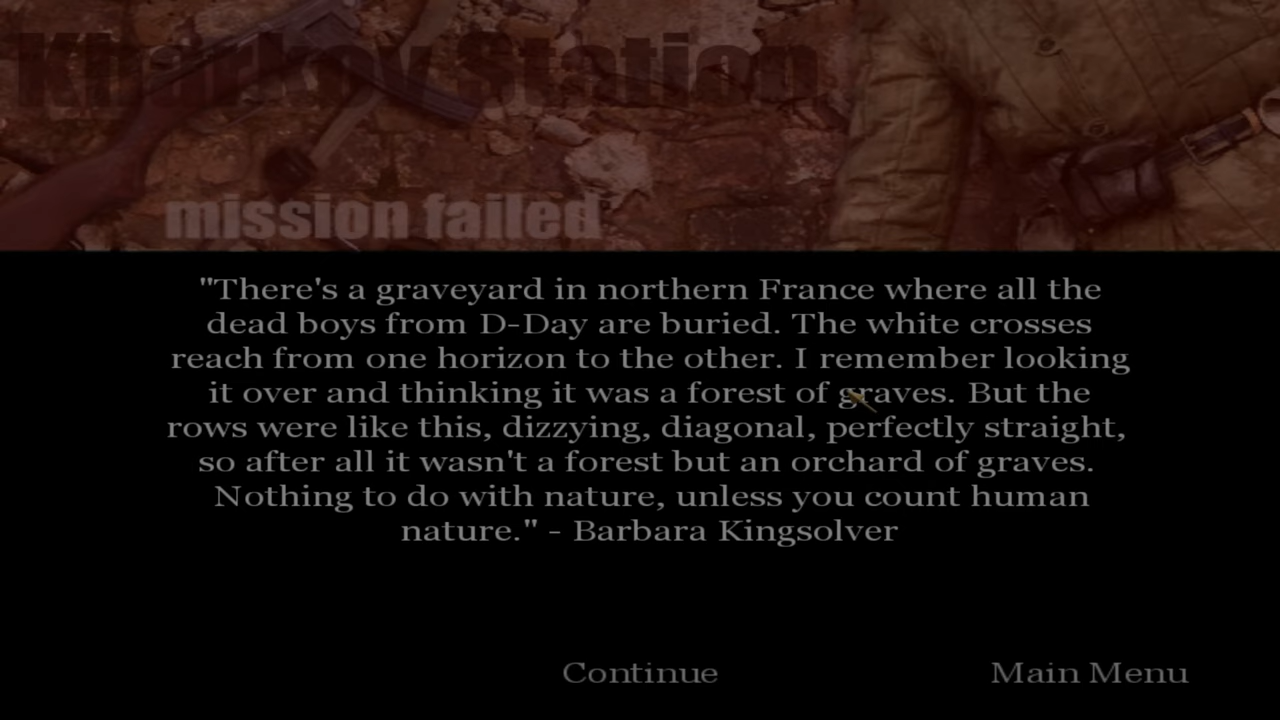 Kharkov Station
mission failed
"There's a graveyard in northern France where all the
dead boys from D-Day are buried. The white crosses
reach from one horizon to the other. I remember looking
it over and thinking it was a forest of graves. But the
rows were like this, dizzying, diagonal, perfectly straight,
so after all it wasn't a forest but an orchard of graves.
Nothing to do with nature, unless you count human
nature." - Barbara Kingsolver
Continue
Main Menu